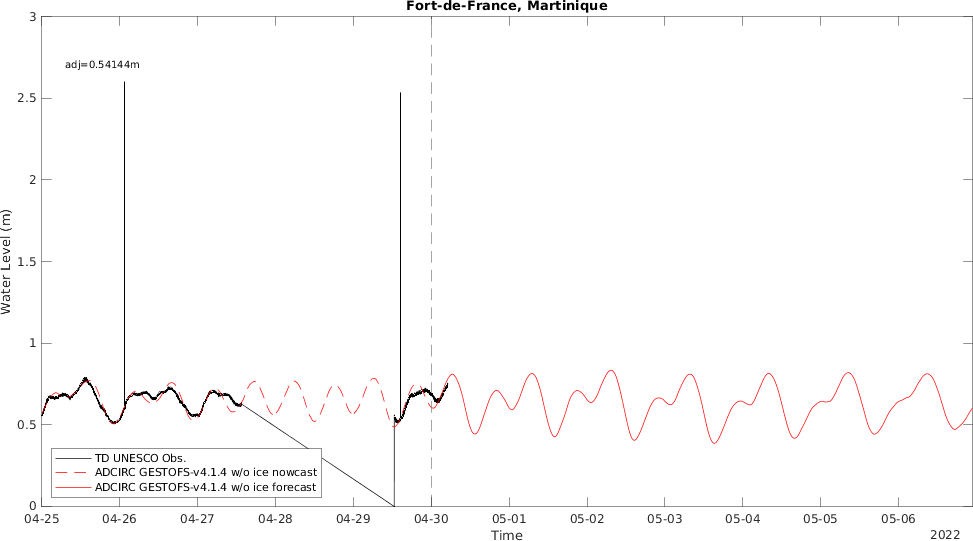 Fort-de-France, Martinique
3
adj=0.54144m
2.5
2
1.5
1
0.5
0
Water Level (m)
TD UNESCO Obs.
ADCIRC GESTOFS-v4.1.4 w/o ice nowcast
ADCIRC GESTOFS-v4.1.4 w/o ice forecast
04-25 04-26 04-27 04-28 04-29 04-30 05-01 05-02 05-03 05-04 05-05 05-06
Time
2022